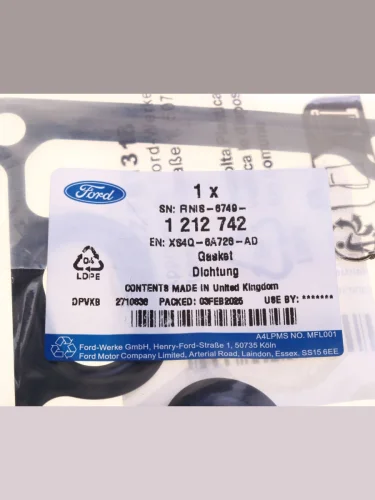 Ford
1 x
SN: RNIS-6749-
1 212 742
EN: XS4Q-6A728-AD
Gasket
Dichtung
04
LDPE
CONTENTS MADE IN United Kingdom
DPVKB 2710636 PACKED: 03FEB2025 USE BY: *******
A4LPMS NO. MFL001
Ford-Werke GmbH, Henry-Ford-Straße 1, 50735 Köln
Ford Motor Company Limited, Arterial Road, Laindon, Essex, SS15 6EE